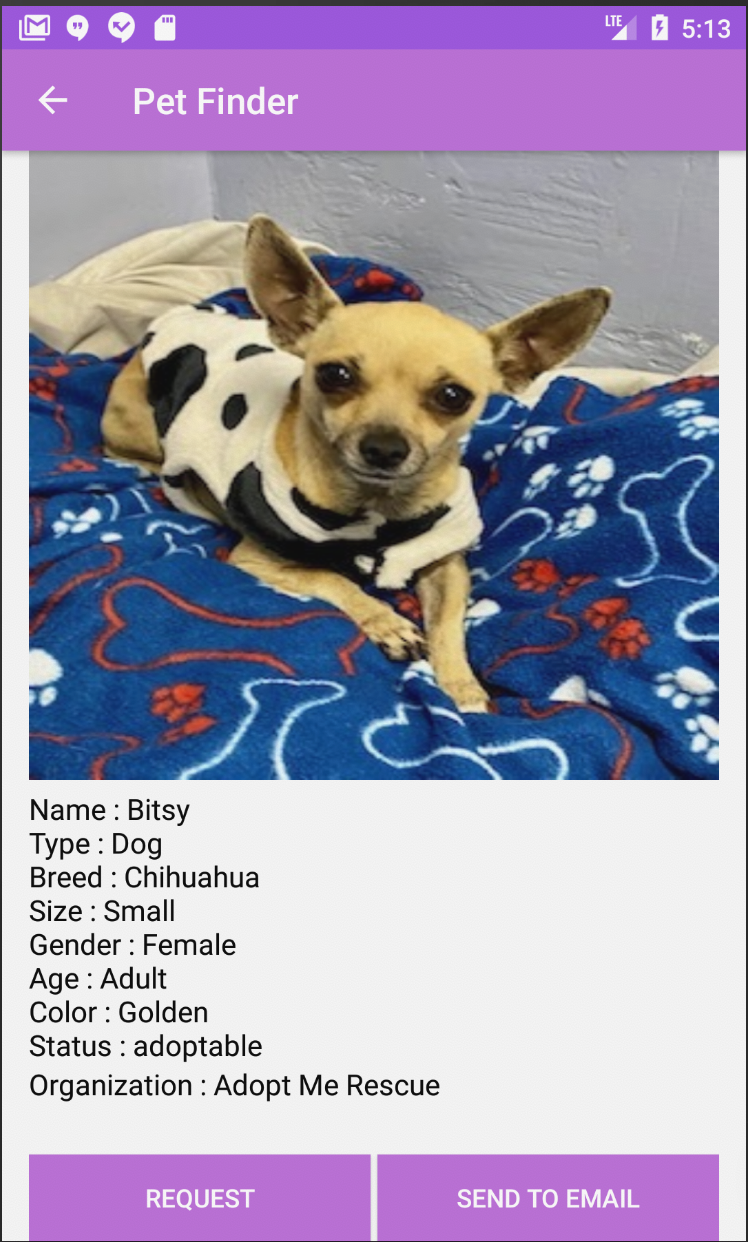 LTE 5:13
Pet Finder
Name : Bitsy
Type : Dog
Breed : Chihuahua
Size : Small
Gender : Female
Age : Adult
Color : Golden
Status : adoptable
Organization : Adopt Me Rescue
REQUEST SEND TO EMAIL